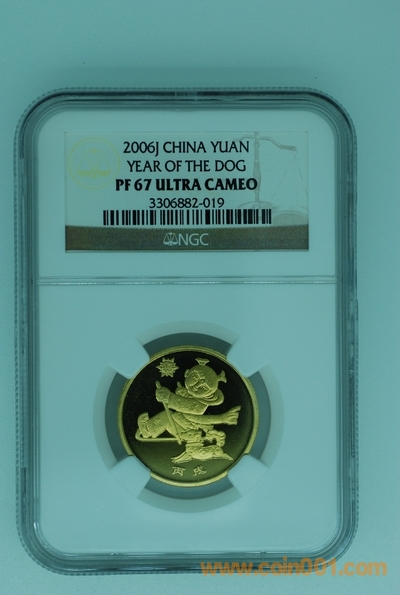 2006J CHINA YUAN
YEAR OF THE DOG
PF 67 ULTRA CAMEO
3306882-019
NGC
丙戌
www.coin001.com